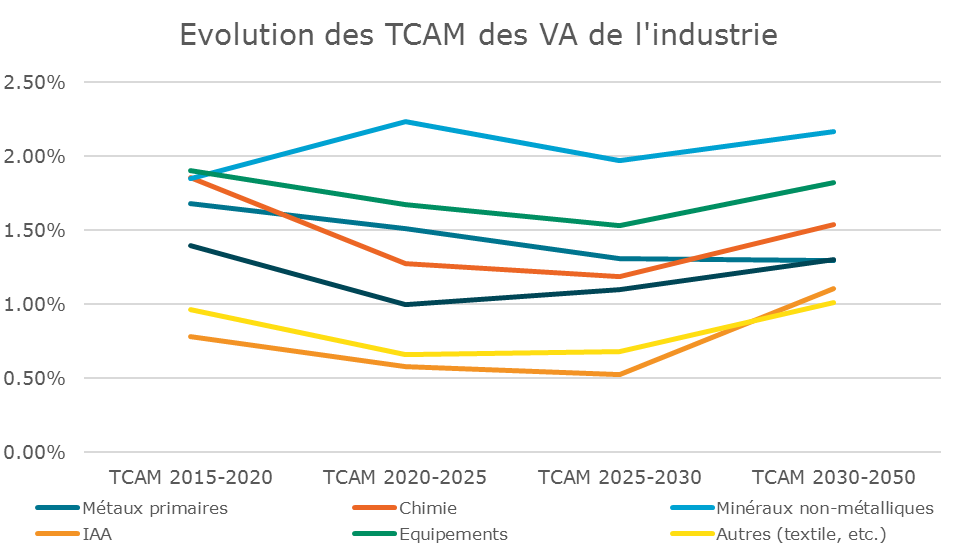 Evolution des TCAM des VA de l'industrie
2.50%
2.00%
1.50%
1.00%
0.50%
0.00%
TCAM 2015-2020 TCAM 2020-2025 TCAM 2025-2030 TCAM 2030-2050
Métaux primaires Chimie Minéraux non-métalliques
IAA Equipements Autres (textile, etc.)